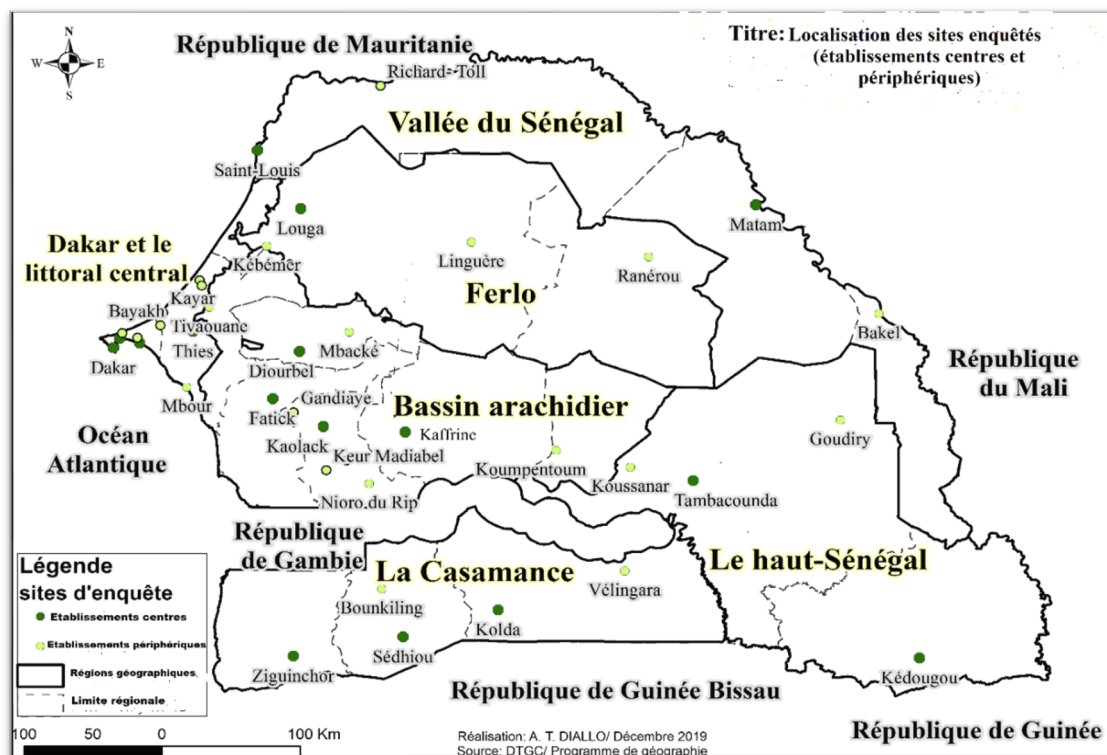 N
W E
S
République de Mauritanie
Titre: Localisation des sites enquêtés
(établissements centres et
périphériques)
Richard-Toll
Vallée du Sénégal
Saint-Louis
Louga
Matam
Dakar et le
littoral central
Kébémer
Linguère
Ranérou
Ferlo
Kayar
Bayakh
Tivaouane
Thies
Bakel
Dakar
Mbacké
Diourbel
République
du Mali
Mbour
Gandiaye
Bassin arachidier
Fatick
Goudiry
Océan
Atlantique
Kaffrine
Kaolack
Keur Madiabel
Koumpentoum
Koussanar
Tambacounda
Nioro du Rip
République
de Gambie
La Casamance
Le haut-Sénégal
Vélingara
Bounkiling
Kolda
Sédhiou
Ziguinchor
Kédougou
République de Guinée Bissau
République de Guinée
Légende
sites d'enquête
Etablissements centres
Etablissements périphériques
Régions géographiques
Limite régionale
100 50 0 100 Km
Réalisation: A. T. DIALLO/ Décembre 2019
Source: DTGC/ Programme de géographie